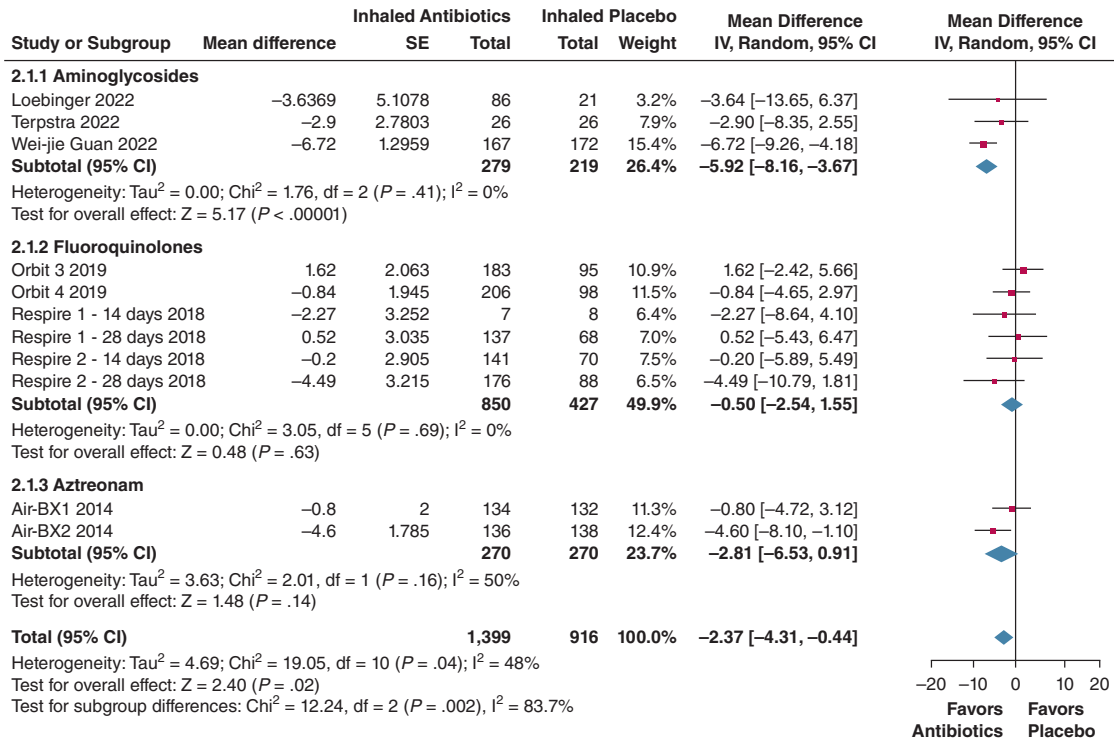 Inhaled Antibiotics Inhaled Placebo Mean Difference Mean Difference
Study or Subgroup Mean difference SE Total Total Weight IV, Random, 95% CI IV, Random, 95% CI
2.1.1 Aminoglycosides
Loebinger 2022 –3.6369 5.1078 86 21 3.2% –3.64 [–13.65, 6.37]
Terpstra 2022 –2.9 2.7803 26 26 7.9% –2.90 [–8.35, 2.55]
Wei-jie Guan 2022 –6.72 1.2959 167 172 15.4% –6.72 [–9.26, –4.18]
Subtotal (95% CI) 279 219 26.4% –5.92 [–8.16, –3.67]
Heterogeneity: Tau² = 0.00; Chi² = 1.76, df = 2 (P = .41); I² = 0%
Test for overall effect: Z = 5.17 (P < .00001)
2.1.2 Fluoroquinolones
Orbit 3 2019 1.62 2.063 183 95 10.9% 1.62 [–2.42, 5.66]
Orbit 4 2019 –0.84 1.945 206 98 11.5% –0.84 [–4.65, 2.97]
Respire 1 - 14 days 2018 –2.27 3.252 7 8 6.4% –2.27 [–8.64, 4.10]
Respire 1 - 28 days 2018 0.52 3.035 137 68 7.0% 0.52 [–5.43, 6.47]
Respire 2 - 14 days 2018 –0.2 2.905 141 70 7.5% –0.20 [–5.89, 5.49]
Respire 2 - 28 days 2018 –4.49 3.215 176 88 6.5% –4.49 [–10.79, 1.81]
Subtotal (95% CI) 850 427 49.9% –0.50 [–2.54, 1.55]
Heterogeneity: Tau² = 0.00; Chi² = 3.05, df = 5 (P = .69); I² = 0%
Test for overall effect: Z = 0.48 (P = .63)
2.1.3 Aztreonam
Air-BX1 2014 –0.8 2 134 132 11.3% –0.80 [–4.72, 3.12]
Air-BX2 2014 –4.6 1.785 136 138 12.4% –4.60 [–8.10, –1.10]
Subtotal (95% CI) 270 270 23.7% –2.81 [–6.53, 0.91]
Heterogeneity: Tau² = 3.63; Chi² = 2.01, df = 1 (P = .16); I² = 50%
Test for overall effect: Z = 1.48 (P = .14)
Total (95% CI) 1,399 916 100.0% –2.37 [–4.31, –0.44]
Heterogeneity: Tau² = 4.69; Chi² = 19.05, df = 10 (P = .04); I² = 48%
Test for overall effect: Z = 2.40 (P = .02)
Test for subgroup differences: Chi² = 12.24, df = 2 (P = .002), I² = 83.7%
–20 –10 0 10 20
Favors Favors
Antibiotics Placebo